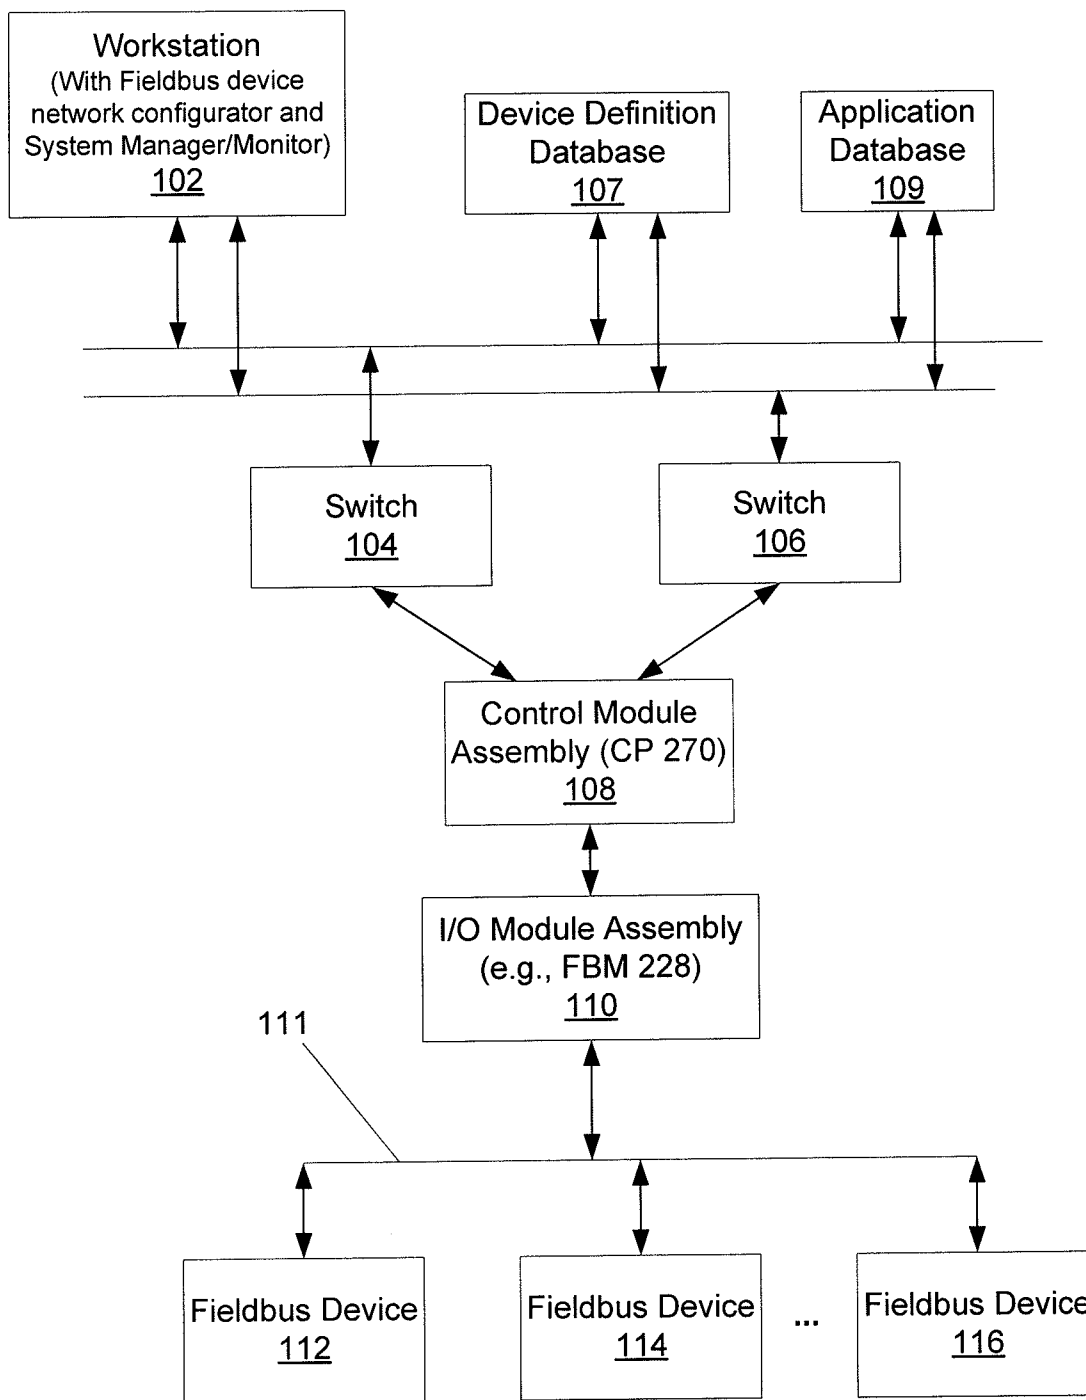 Workstation
(With Fieldbus device
network configurator and
System Manager/Monitor)
102
Device Definition
Database
107
Application
Database
109
Switch
104
Switch
106
Control Module
Assembly (CP 270)
108
I/O Module Assembly
(e.g., FBM 228)
110
111
Fieldbus Device
112
Fieldbus Device
114
...
Fieldbus Device
116